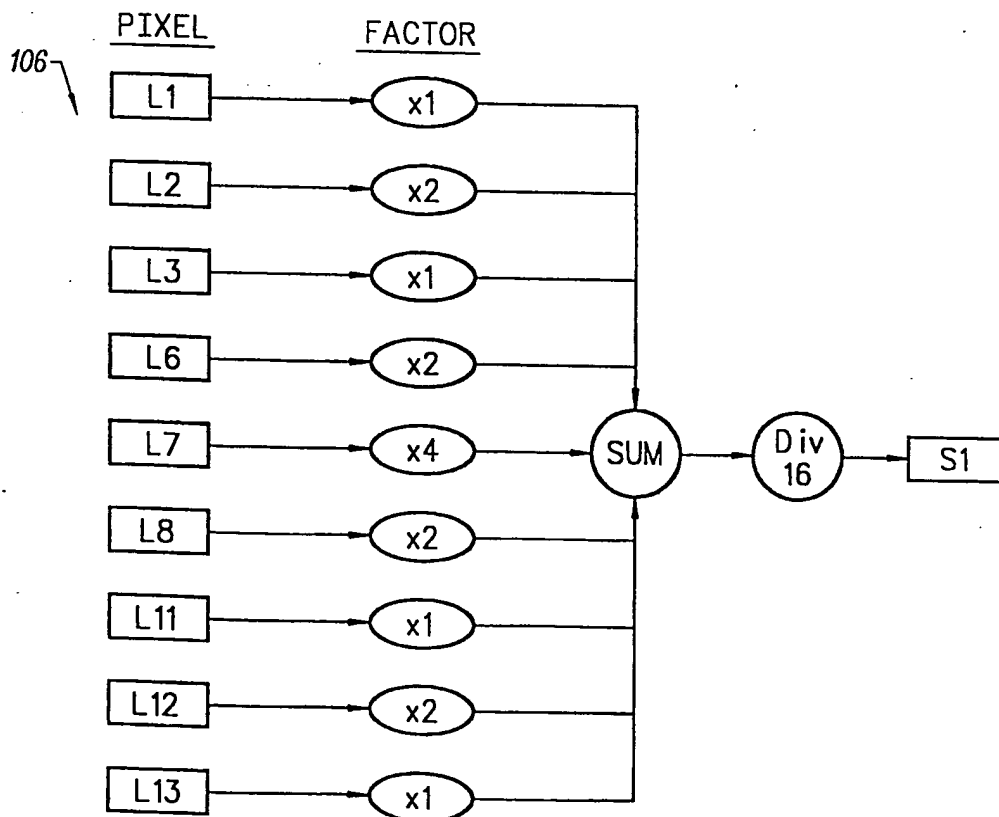 PIXEL FACTOR
106
L1 x1
L2 x2
L3 x1
L6 x2
L7 x4 SUM Div 16 S1
L8 x2
L11 x1
L12 x2
L13 x1